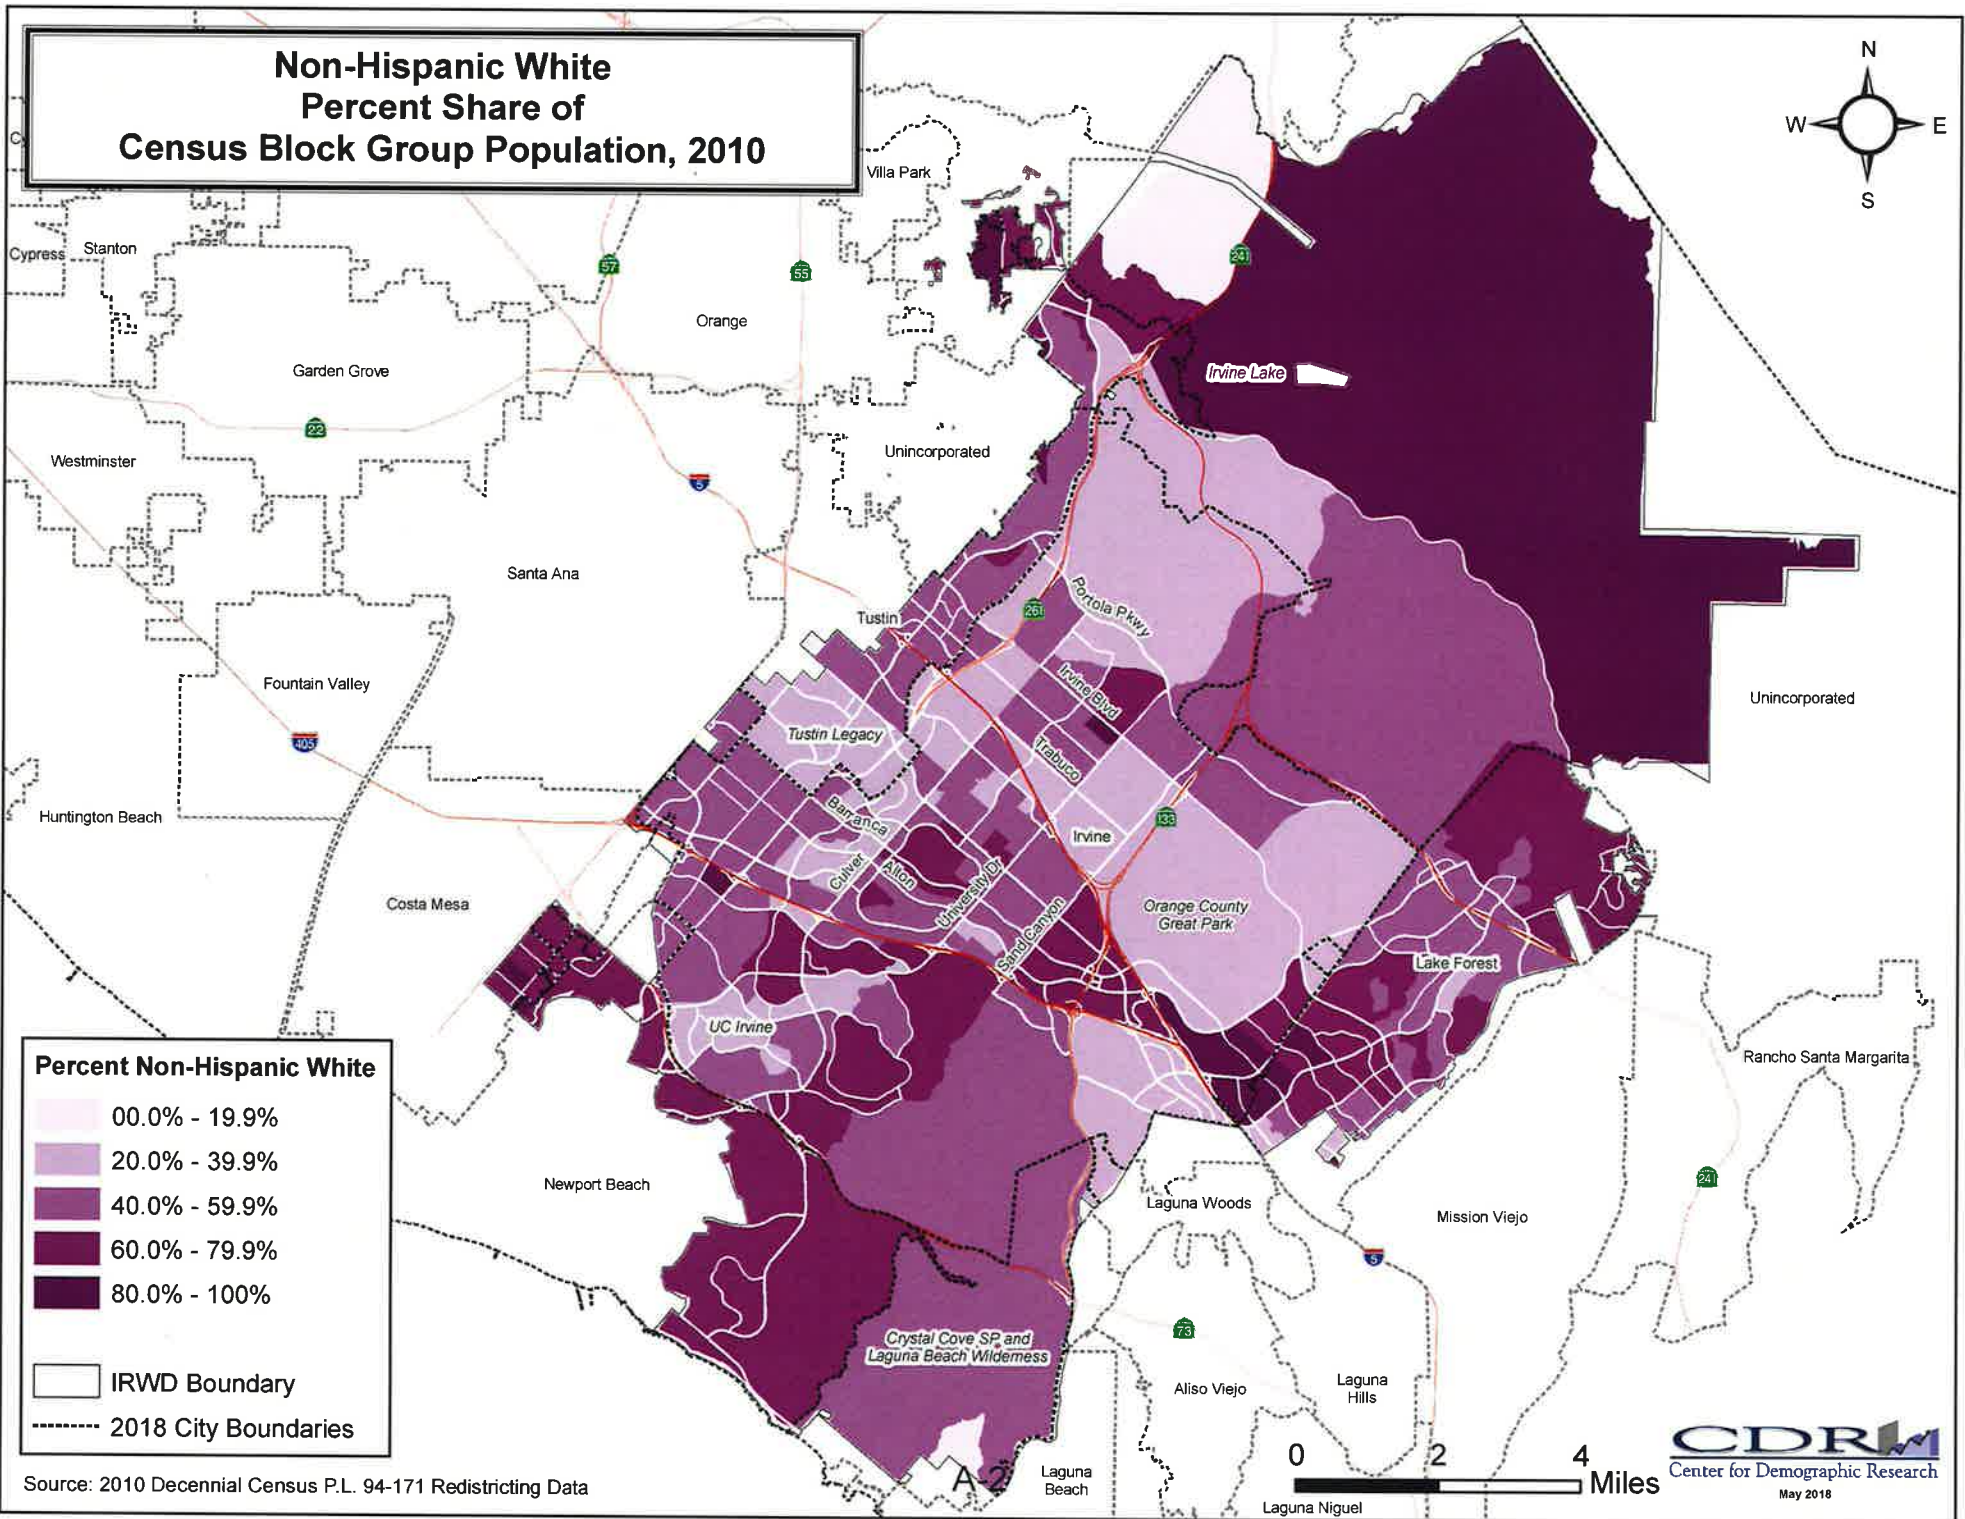 Non-Hispanic White
Percent Share of
Census Block Group Population, 2010
N
W
E
S
C
Villa Park
Cypress
Stanton
57
55
241
Orange
Garden Grove
Irvine Lake
22
Westminster
Unincorporated
5
Santa Ana
Tustin
261
Portola Pkwy
Fountain Valley
Irvine Blvd
Unincorporated
405
Tustin Legacy
Trabuco
Huntington Beach
Barranca
133
Irvine
Culver
Alton
University Dr
Costa Mesa
Sand Canyon
Orange County
Great Park
Lake Forest
UC Irvine
Rancho Santa Margarita
Newport Beach
Laguna Woods
Mission Viejo
241
5
73
Crystal Cove SP and
Laguna Beach Wilderness
Aliso Viejo
Laguna
Hills
Percent Non-Hispanic White
00.0% - 19.9%
20.0% - 39.9%
40.0% - 59.9%
60.0% - 79.9%
80.0% - 100%
IRWD Boundary
2018 City Boundaries
Source: 2010 Decennial Census P.L. 94-171 Redistricting Data
A-2
Laguna
Beach
0 2 4
Miles
Laguna Niguel
CDR
Center for Demographic Research
May 2018